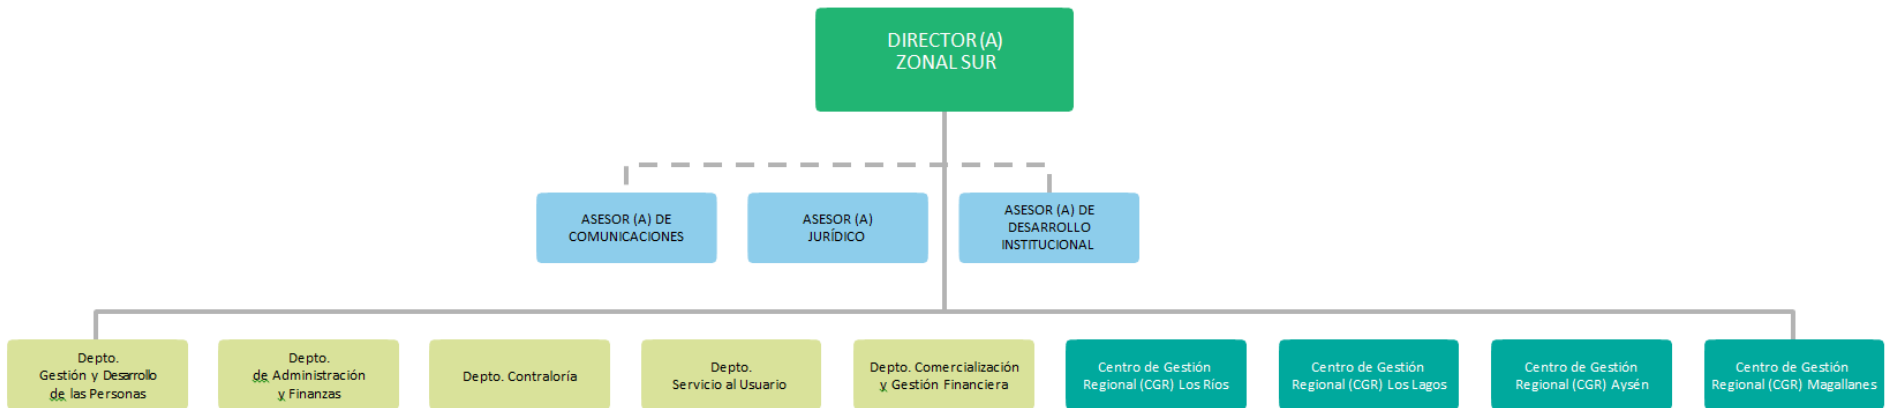 DIRECTOR (A)
ZONAL SUR
ASESOR (A) DE
COMUNICACIONES
ASESOR (A)
JURÍDICO
ASESOR (A) DE
DESARROLLO
INSTITUCIONAL
Depto.
Gestión y Desarrollo
de las Personas
Depto.
de Administración
y Finanzas
Depto. Contraloría
Depto.
Servicio al Usuario
Depto. Comercialización
y Gestión Financiera
Centro de Gestión
Regional (CGR) Los Ríos
Centro de Gestión
Regional (CGR) Los Lagos
Centro de Gestión
Regional (CGR) Aysén
Centro de Gestión
Regional (CGR) Magallanes